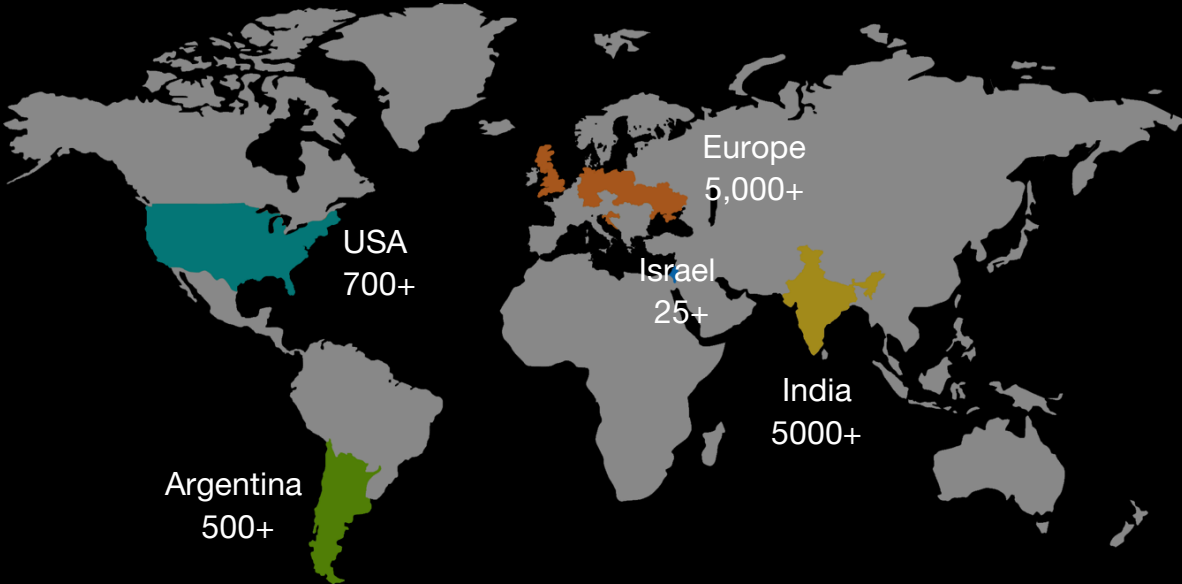 Europe
5,000+
USA
700+
Israel
25+
India
5000+
Argentina
500+